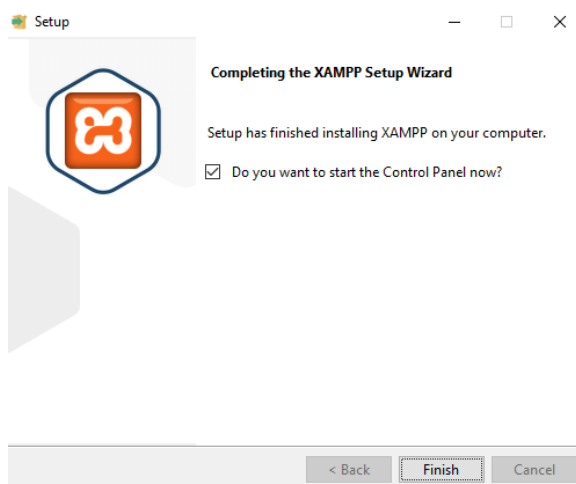 Setup
Completing the XAMPP Setup Wizard
Setup has finished installing XAMPP on your computer.
Do you want to start the Control Panel now?
< Back Finish Cancel